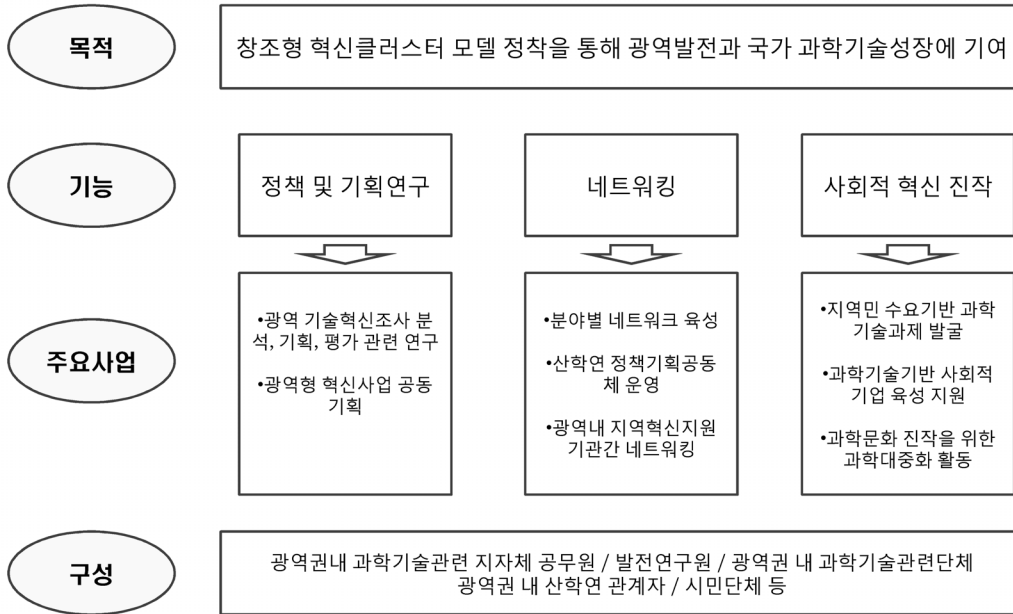 목적
창조형 혁신클러스터 모델 정착을 통해 광역발전과 국가 과학기술성장에 기여
기능
정책 및 기획연구
네트워킹
사회적 혁신 진작
주요사업
•광역 기술혁신조사 분
석, 기획, 평가 관련 연구
•광역형 혁신사업 공동
기획
•분야별 네트워크 육성
•산학연 정책기획공동
체 운영
•광역내 지역혁신지원
기관간 네트워킹
•지역민 수요기반 과학
기술과제 발굴
•과학기술기반 사회적
기업 육성 지원
•과학문화 진작을 위한
과학대중화 활동
구성
광역권내 과학기술관련 지자체 공무원 / 발전연구원 / 광역권 내 과학기술관련단체
광역권 내 산학연 관계자 / 시민단체 등